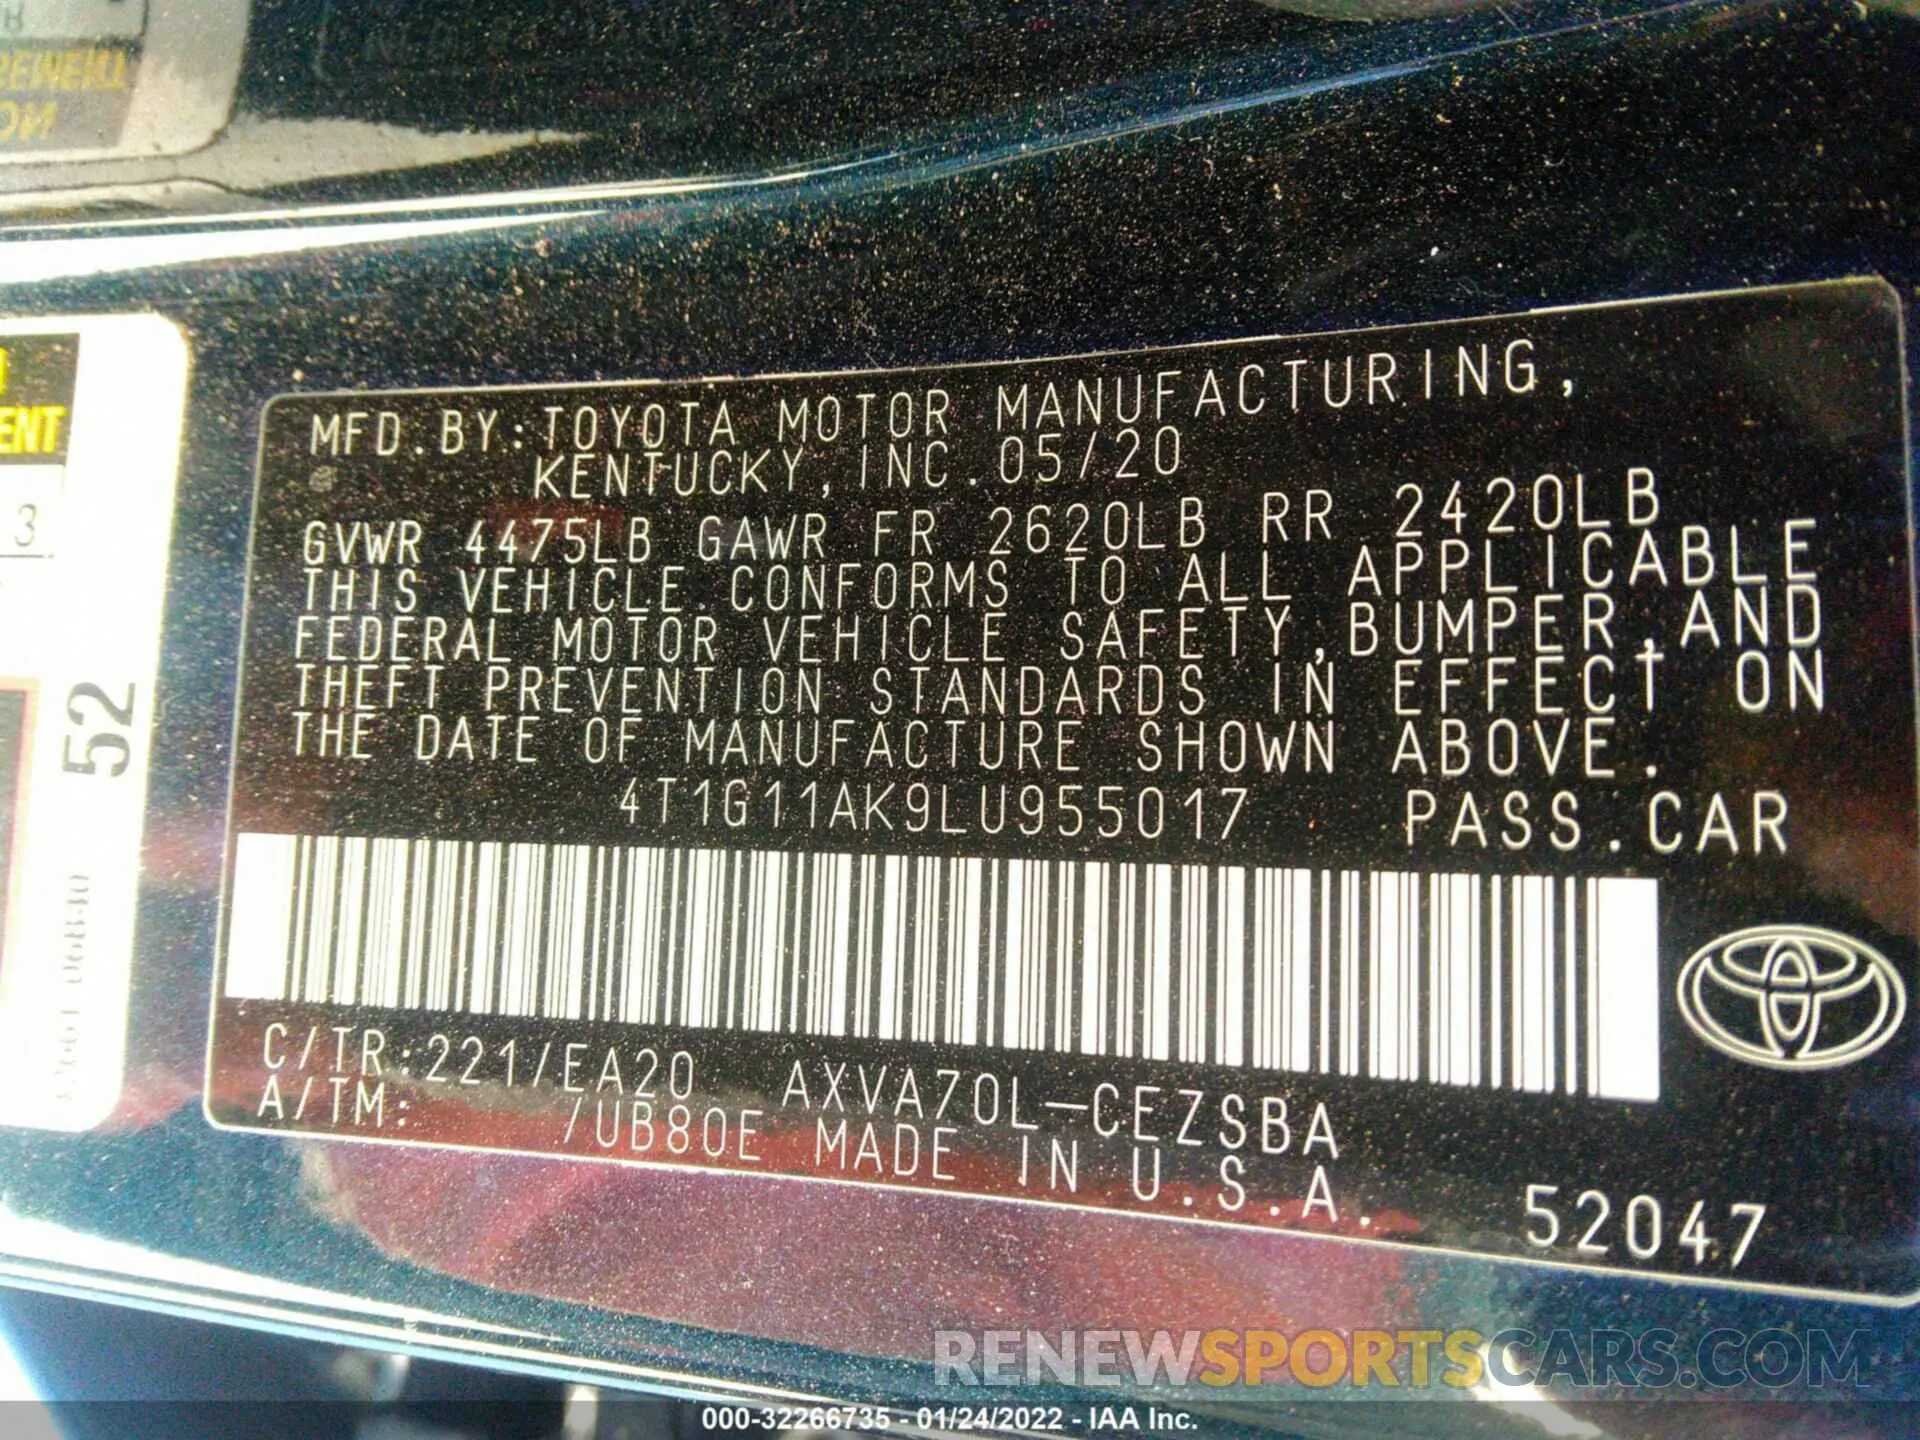 ENT
3
52
MFD.BY:TOYOTA MOTOR MANUFACTURING,
KENTUCKY, INC. 05/20
GVWR 4475LB GAWR FR 2620LB RR 2420LB
THIS VEHICLE CONFORMS TO ALL APPLICABLE
FEDERAL MOTOR VEHICLE SAFETY, BUMPER, AND
THEFT PREVENTION STANDARDS IN EFFECT ON
THE DATE OF MANUFACTURE SHOWN ABOVE.
4T1G11AK9LU955017 PASS.CAR
C/TR:221/EA20 AXVA70L-CEZSBA
A/TM: /UB80E MADE IN U.S.A.
52047
RENEWSPORTSCARS.COM
000-32266735 - 01/24/2022 - IAA Inc.